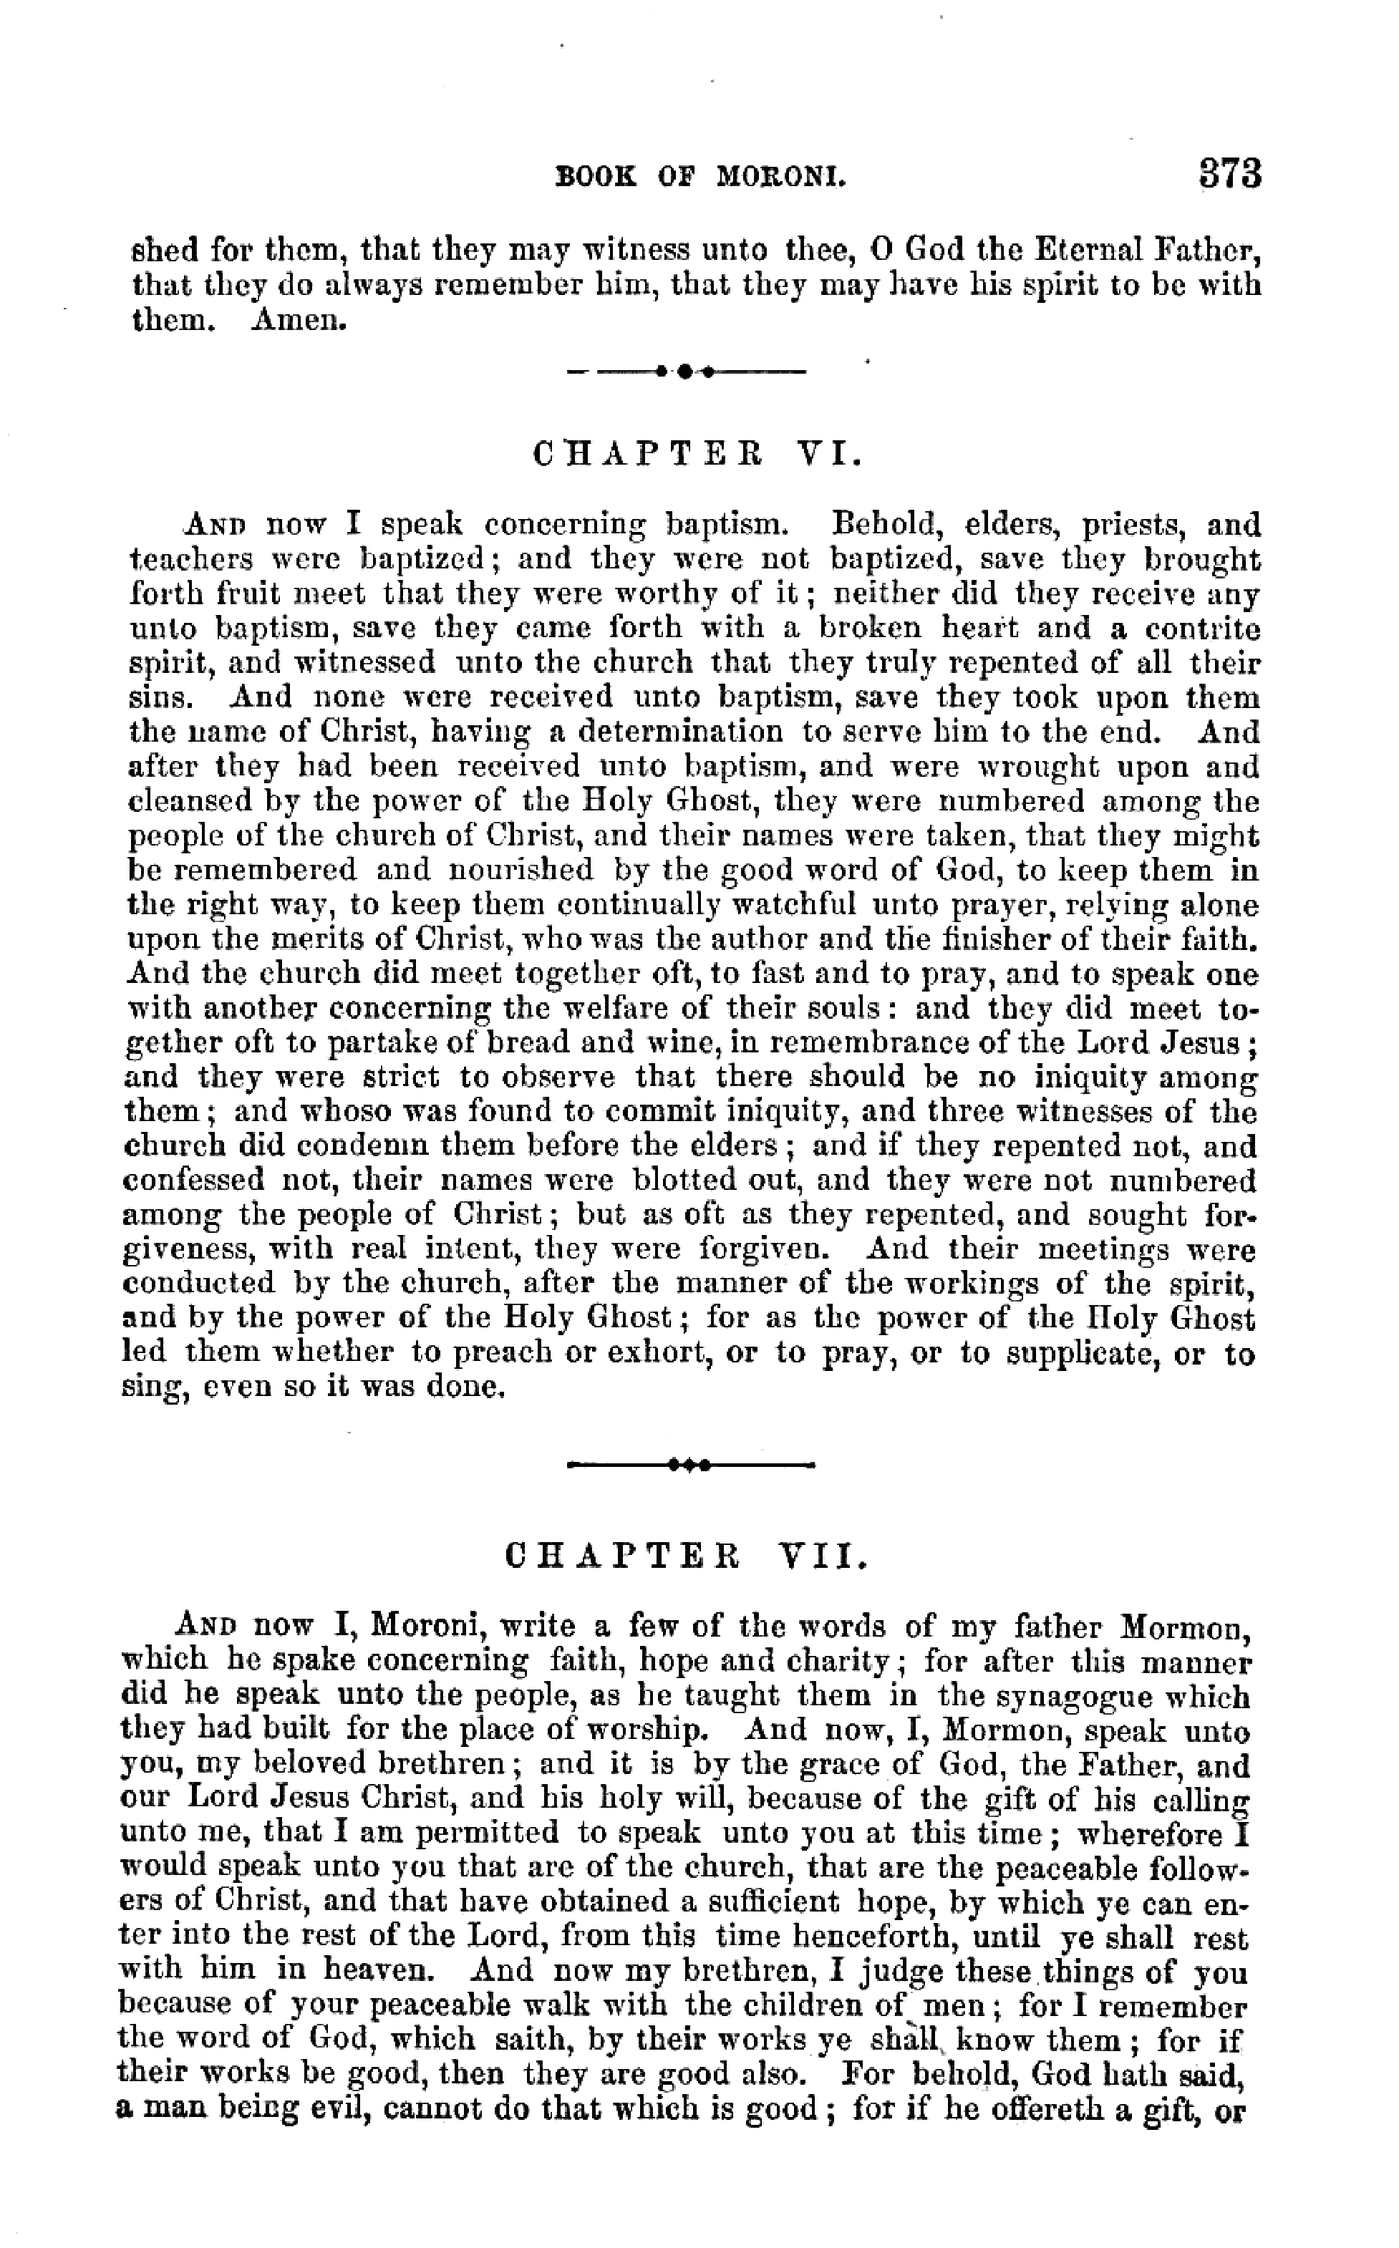 BOOK OF MORONI. 373
shed for them, that they may witness unto thee, O God the Eternal Father,
that they do always remember him, that they may have his spirit to be with
them. Amen.
CHAPTER VI.
AND now I speak concerning baptism. Behold, elders, priests, and
teachers were baptized; and they were not baptized, save they brought
forth fruit meet that they were worthy of it; neither did they receive any
unto baptism, save they came forth with a broken heart and a contrite
spirit, and witnessed unto the church that they truly repented of all their
sins. And none were received unto baptism, save they took upon them
the name of Christ, having a determination to serve him to the end. And
after they had been received unto baptism, and were wrought upon and
cleansed by the power of the Holy Ghost, they were numbered among the
people of the church of Christ, and their names were taken, that they might
be remembered and nourished by the good word of God, to keep them in
the right way, to keep them continually watchful unto prayer, relying alone
upon the merits of Christ, who was the author and the finisher of their faith.
And the church did meet together oft, to fast and to pray, and to speak one
with another concerning the welfare of their souls: and they did meet to-
gether oft to partake of bread and wine, in remembrance of the Lord Jesus;
and they were strict to observe that there should be no iniquity among
them; and whoso was found to commit iniquity, and three witnesses of the
church did condemn them before the elders; and if they repented not, and
confessed not, their names were blotted out, and they were not numbered
among the people of Christ; but as oft as they repented, and sought for-
giveness, with real intent, they were forgiven. And their meetings were
conducted by the church, after the manner of the workings of the spirit,
and by the power of the Holy Ghost; for as the power of the Holy Ghost
led them whether to preach or exhort, or to pray, or to supplicate, or to
sing, even so it was done.
CHAPTER VII.
AND now I, Moroni, write a few of the words of my father Mormon,
which he spake concerning faith, hope and charity; for after this manner
did he speak unto the people, as he taught them in the synagogue which
they had built for the place of worship. And now, I, Mormon, speak unto
you, my beloved brethren; and it is by the grace of God, the Father, and
our Lord Jesus Christ, and his holy will, because of the gift of his calling
unto me, that I am permitted to speak unto you at this time; wherefore I
would speak unto you that are of the church, that are the peaceable follow-
ers of Christ, and that have obtained a sufficient hope, by which ye can en-
ter into the rest of the Lord, from this time henceforth, until ye shall rest
with him in heaven. And now my brethren, I judge these things of you
because of your peaceable walk with the children of men; for I remember
the word of God, which saith, by their works ye shall know them; for if
their works be good, then they are good also. For behold, God hath said,
a man being evil, cannot do that which is good; for if he offereth a gift, or